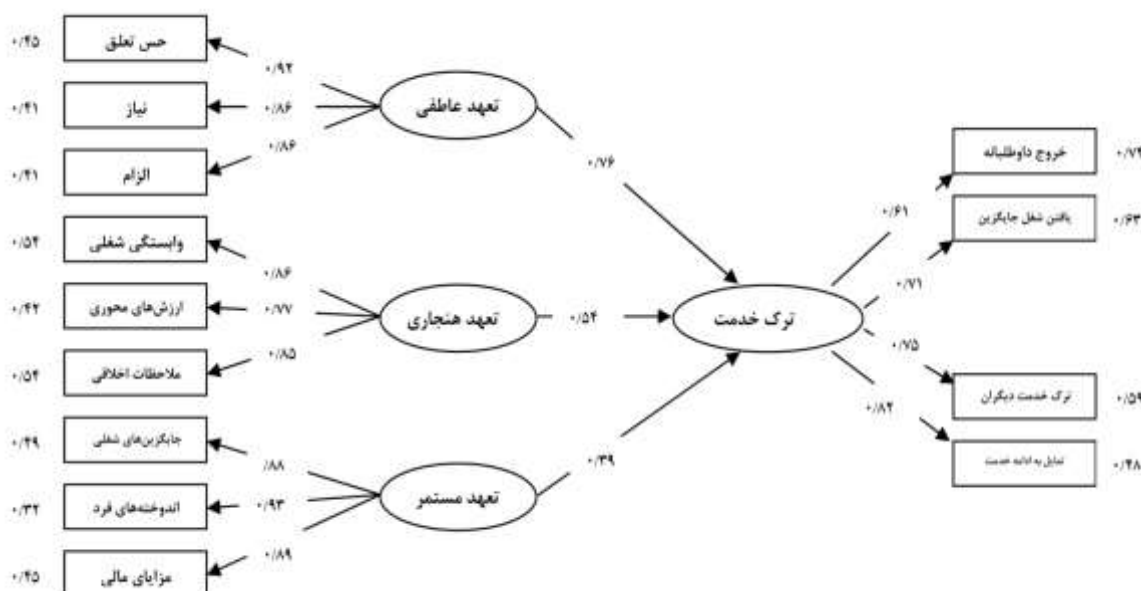 ۰/۴۵
حس تعلق
۰/۹۲
۰/۴۱
نیاز
۰/۸۶
تعهد عاطفی
۰/۴۱
الزام
۰/۸۶
۰/۷۶
خروج داوطلبانه
۰/۷۴
۰/۶۱
یافتن شغل جایگزین
۰/۶۳
۰/۷۱
۰/۵۴
وابستگی شغلی
۰/۸۶
۰/۴۲
ارزش‌های محوری
۰/۷۷
تعهد هنجاری
۰/۵۴
ترک خدمت
۰/۵۴
ملاحظات اخلاقی
۰/۸۵
۰/۷۵
ترک خدمت دیگران
۰/۵۹
۰/۸۴
تمایل به ادامه خدمت
۰/۴۸
۰/۴۹
جایگزین‌های شغلی
/۸۸
۰/۳۲
اندوخته‌های فرد
۰/۹۳
تعهد مستمر
۰/۳۹
۰/۴۵
مزایای مالی
۰/۸۹